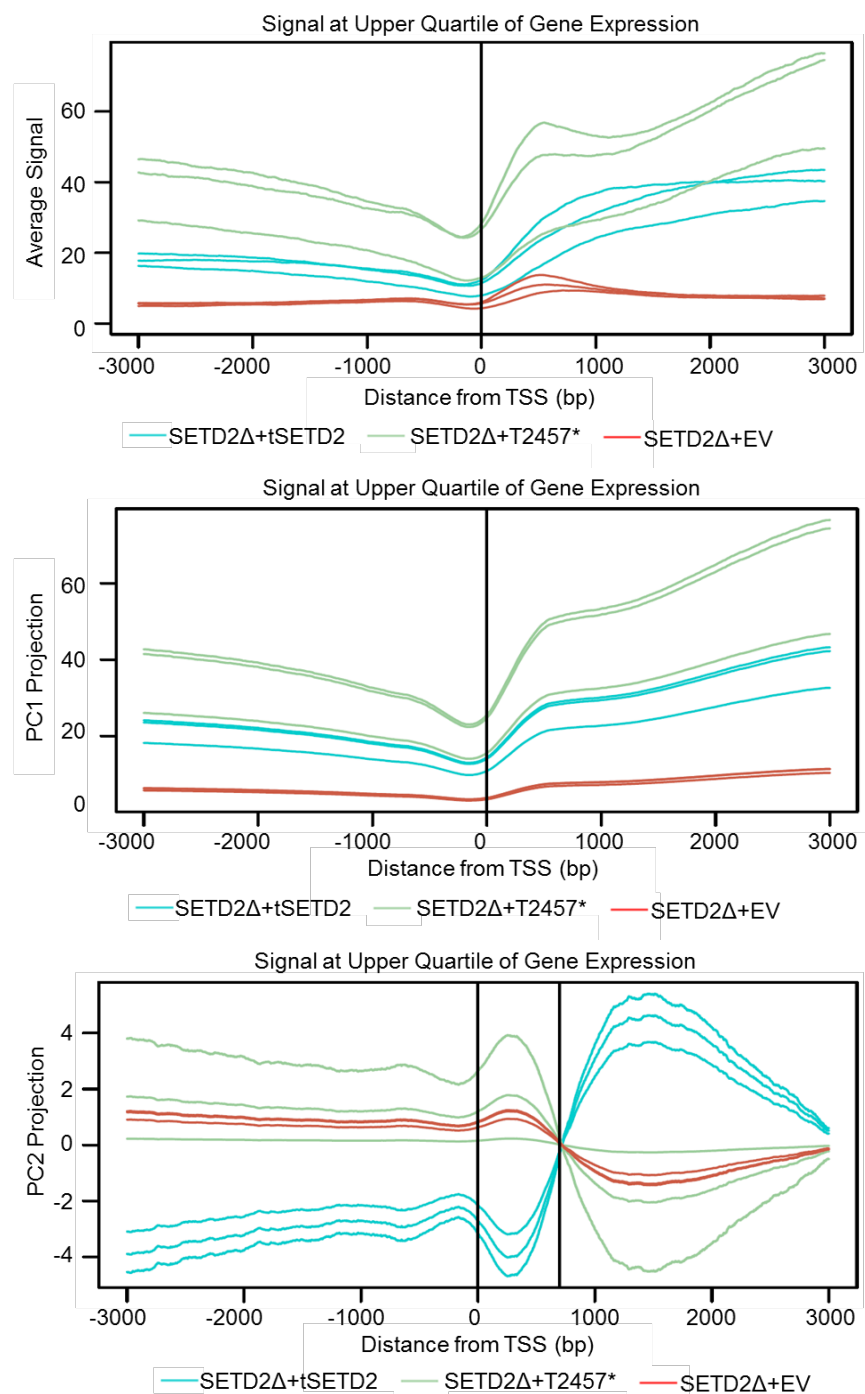 Signal at Upper Quartile of Gene Expression
Average Signal
60
40
20
0
-3000 -2000 -1000 0 1000 2000 3000
Distance from TSS (bp)
SETD2Δ+tSETD2 SETD2Δ+T2457* SETD2Δ+EV
Signal at Upper Quartile of Gene Expression
PC1 Projection
60
40
20
0
-3000 -2000 -1000 0 1000 2000 3000
Distance from TSS (bp)
SETD2Δ+tSETD2 SETD2Δ+T2457* SETD2Δ+EV
Signal at Upper Quartile of Gene Expression
PC2 Projection
4
2
0
-2
-4
-3000 -2000 -1000 0 1000 2000 3000
Distance from TSS (bp)
SETD2Δ+tSETD2 SETD2Δ+T2457* SETD2Δ+EV